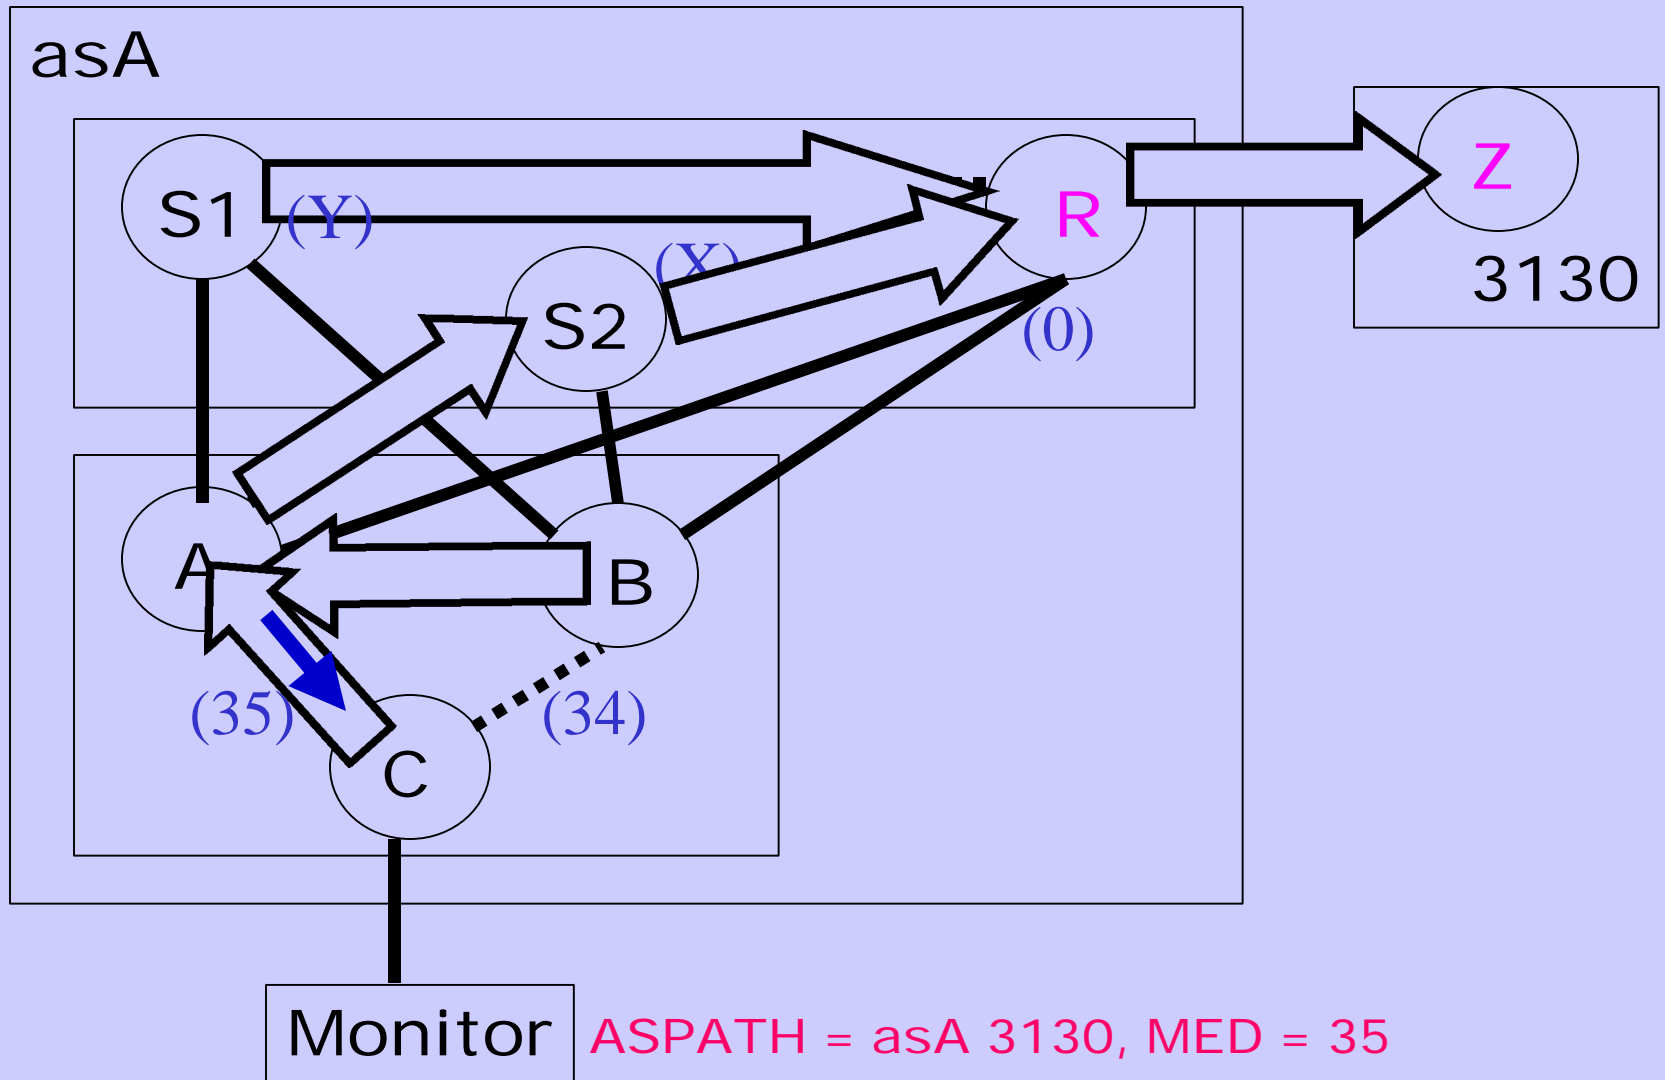 asA
S1
(Y)
R
Z
(X)
S2
3130
(0)
A
B
(35)
(34)
C
Monitor
ASPATH = asA 3130, MED = 35